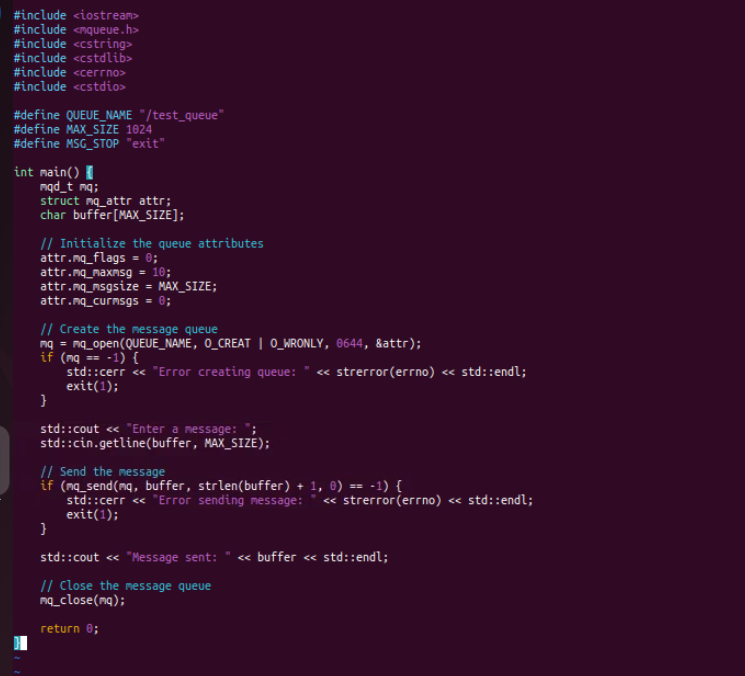 #include <iostream>
#include <mqueue.h>
#include <cstring>
#include <cstdlib>
#include <cerrno>
#include <cstdio>

#define QUEUE_NAME "/test_queue"
#define MAX_SIZE 1024
#define MSG_STOP "exit"

int main() {
    mqd_t mq;
    struct mq_attr attr;
    char buffer[MAX_SIZE];

    // Initialize the queue attributes
    attr.mq_flags = 0;
    attr.mq_maxmsg = 10;
    attr.mq_msgsize = MAX_SIZE;
    attr.mq_curmsgs = 0;

    // Create the message queue
    mq = mq_open(QUEUE_NAME, O_CREAT | O_WRONLY, 0644, &attr);
    if (mq == -1) {
        std::cerr << "Error creating queue: " << strerror(errno) << std::endl;
        exit(1);
    }

    std::cout << "Enter a message: ";
    std::cin.getline(buffer, MAX_SIZE);

    // Send the message
    if (mq_send(mq, buffer, strlen(buffer) + 1, 0) == -1) {
        std::cerr << "Error sending message: " << strerror(errno) << std::endl;
        exit(1);
    }

    std::cout << "Message sent: " << buffer << std::endl;

    // Close the message queue
    mq_close(mq);

    return 0;
}
~
~